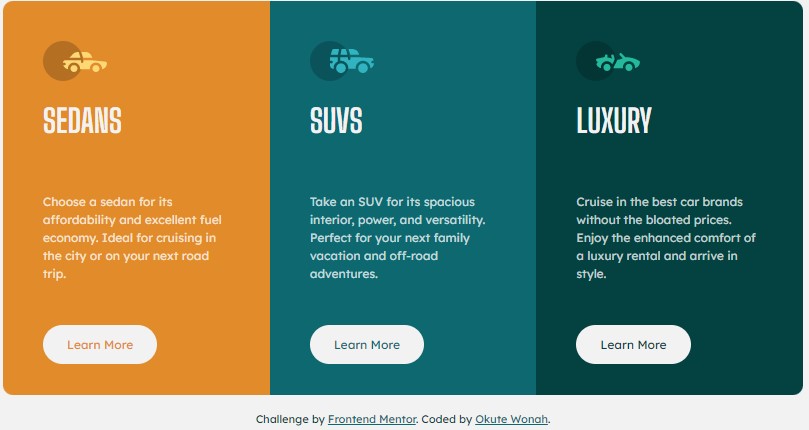 SEDANS
Choose a sedan for its
affordability and excellent fuel
economy. Ideal for cruising in
the city or on your next road
trip.
Learn More
SUVS
Take an SUV for its spacious
interior, power, and versatility.
Perfect for your next family
vacation and off-road
adventures.
Learn More
LUXURY
Cruise in the best car brands
without the bloated prices.
Enjoy the enhanced comfort of
a luxury rental and arrive in
style.
Learn More
Challenge by Frontend Mentor. Coded by Okute Wonah.